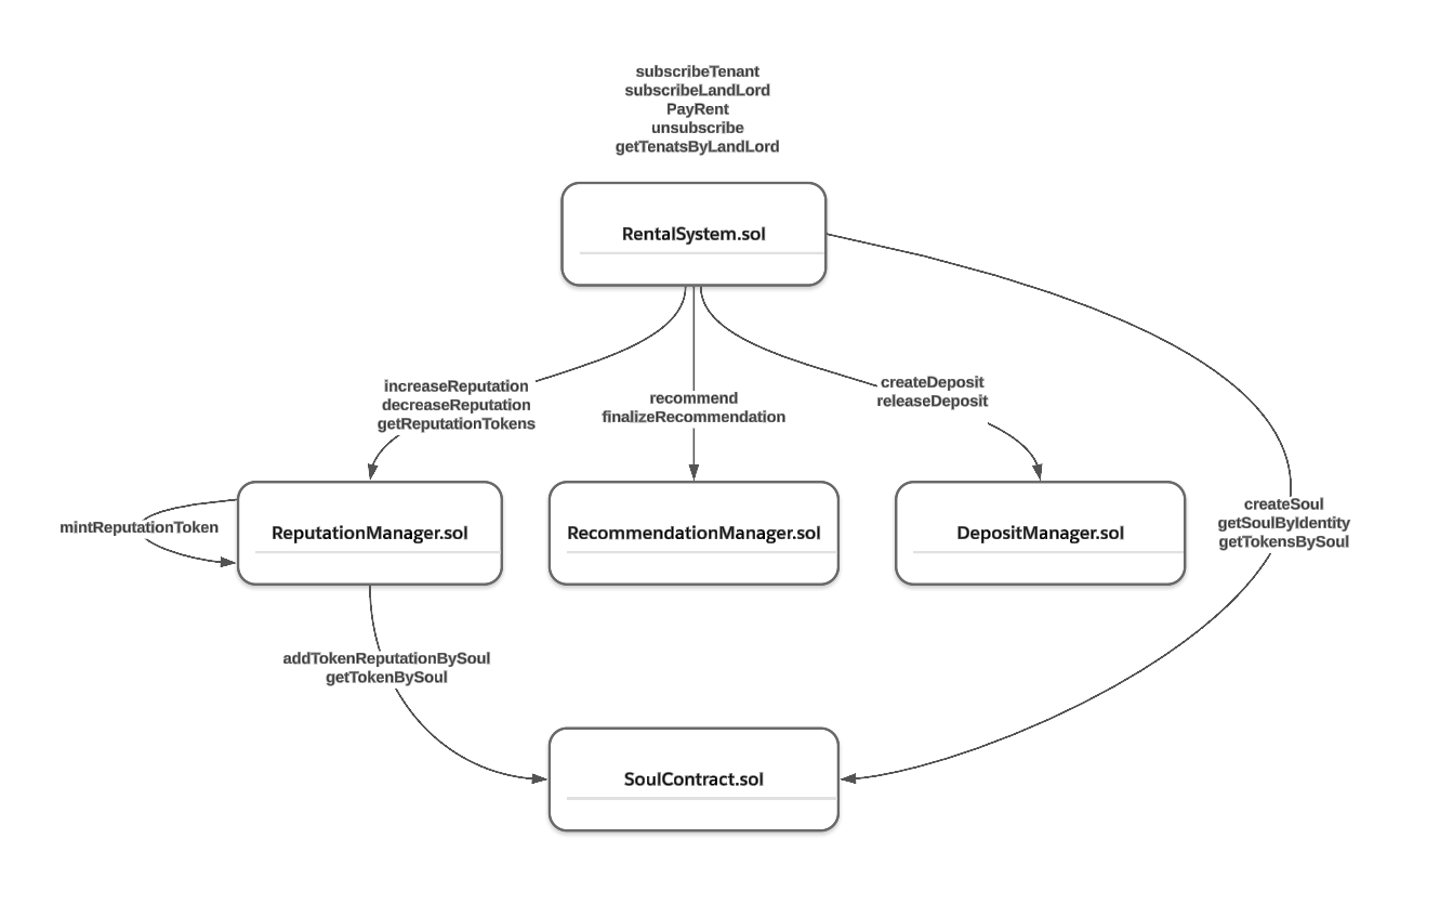 subscribeTenant
subscribeLandLord
PayRent
unsubscribe
getTenatsByLandLord
RentalSystem.sol
increaseReputation
decreaseReputation
getReputationTokens
recommend
finalizeRecommendation
createDeposit
releaseDeposit
createSoul
getSoulByIdentity
getTokensBySoul
mintReputationToken
ReputationManager.sol
RecommendationManager.sol
DepositManager.sol
addTokenReputationBySoul
getTokenBySoul
SoulContract.sol